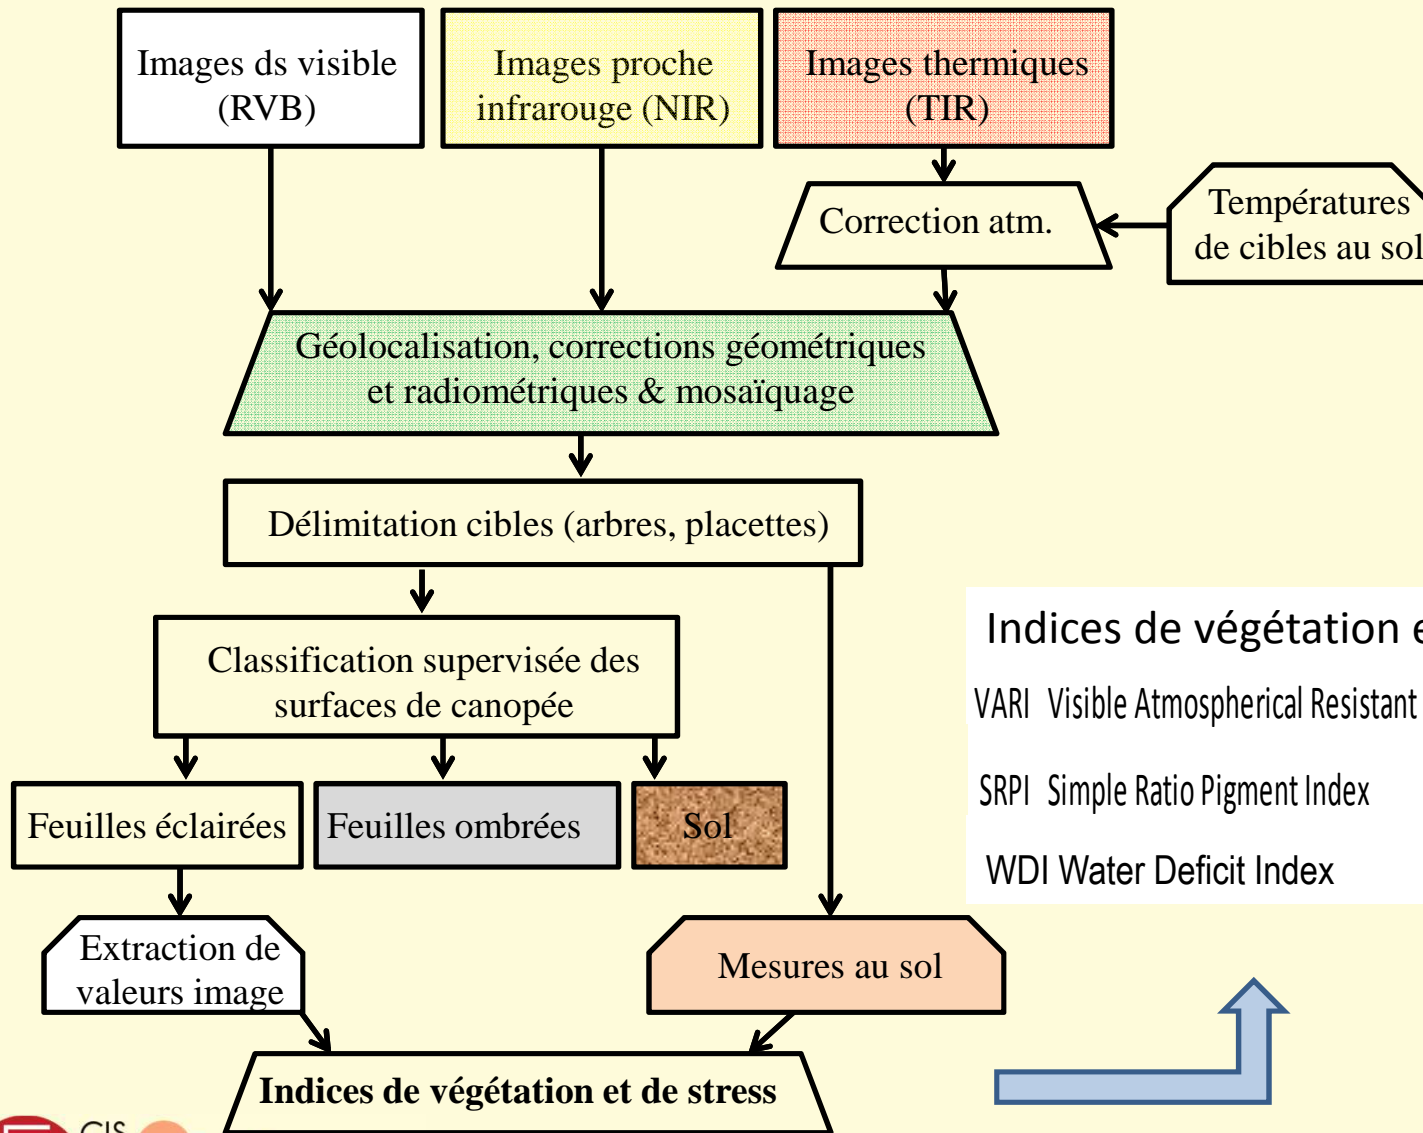 Images ds visible
(RVB)
Images proche
infrarouge (NIR)
Images thermiques
(TIR)
Correction atm.
Températures
de cibles au sol
Géolocalisation, corrections géométriques
et radiométriques & mosaïquage
Délimitation cibles (arbres, placettes)
Classification supervisée des
surfaces de canopée
Feuilles éclairées
Feuilles ombrées
Sol
Extraction de
valeurs image
Mesures au sol
Indices de végétation et de stress
Indices de végétation
VARI Visible Atmospherical Resistant
SRPI Simple Ratio Pigment Index
WDI Water Deficit Index